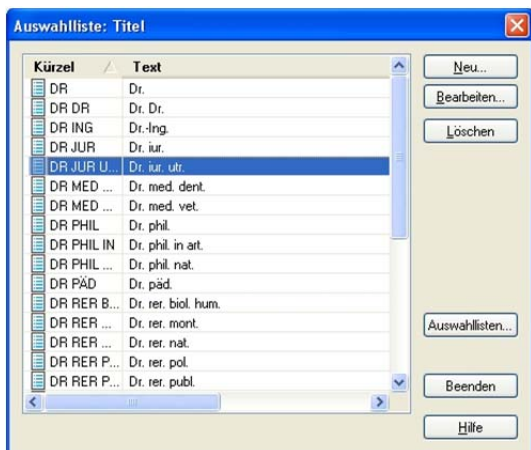 Auswahlliste: Titel
Kürzel Text
DR Dr.
DR DR Dr. Dr.
DR ING Dr.-Ing.
DR JUR Dr. iur.
DR JUR U... Dr. iur. utr.
DR MED ... Dr. med. dent.
DR MED ... Dr. med. vet.
DR PHIL Dr. phil.
DR PHIL IN Dr. phil. in art.
DR PHIL ... Dr. phil. nat.
DR PÄD Dr. päd.
DR RER B... Dr. rer. biol. hum.
DR RER ... Dr. rer. mont.
DR RER ... Dr. rer. nat.
DR RER P... Dr. rer. pol.
DR RER P... Dr. rer. publ.
Neu...
Bearbeiten...
Löschen
Auswahllisten...
Beenden
Hilfe